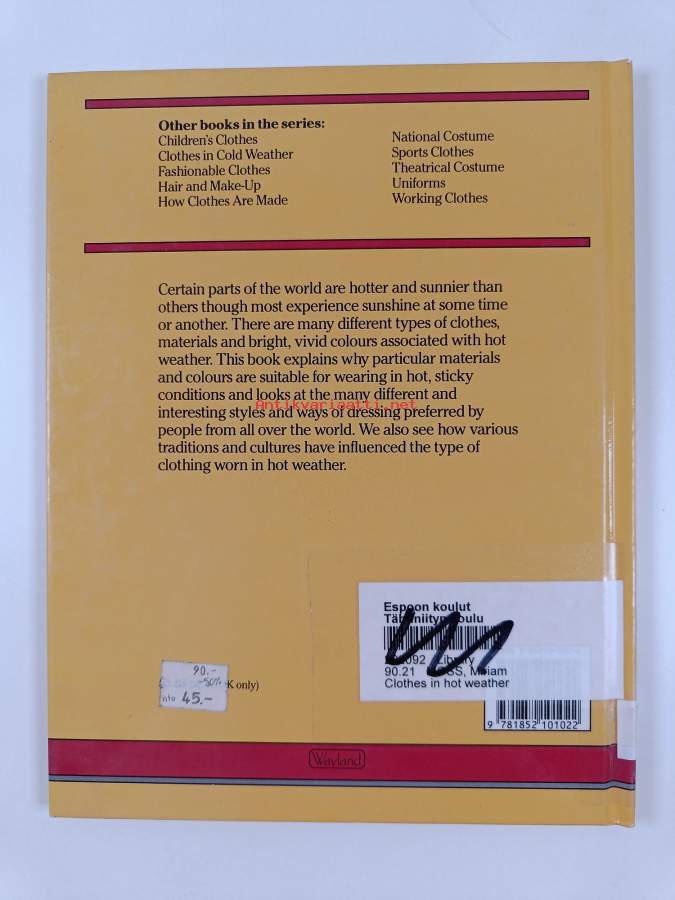 Other books in the series:
Children's Clothes
Clothes in Cold Weather
Fashionable Clothes
Hair and Make-Up
How Clothes Are Made
National Costume
Sports Clothes
Theatrical Costume
Uniforms
Working Clothes
Certain parts of the world are hotter and sunnier than
others though most experience sunshine at some time
or another. There are many different types of clothes,
materials and bright, vivid colours associated with hot
weather. This book explains why particular materials
and colours are suitable for wearing in hot, sticky
conditions and looks at the many different and
interesting styles and ways of dressing preferred by
people from all over the world. We also see how various
traditions and cultures have influenced the type of
clothing worn in hot weather.
Antikvariaatti.net
Espoon koulut
koulu
Library
90.21
Clothes in hot weather
9 781852 101022
90.-
-50%
45.-
K only)
Wayland